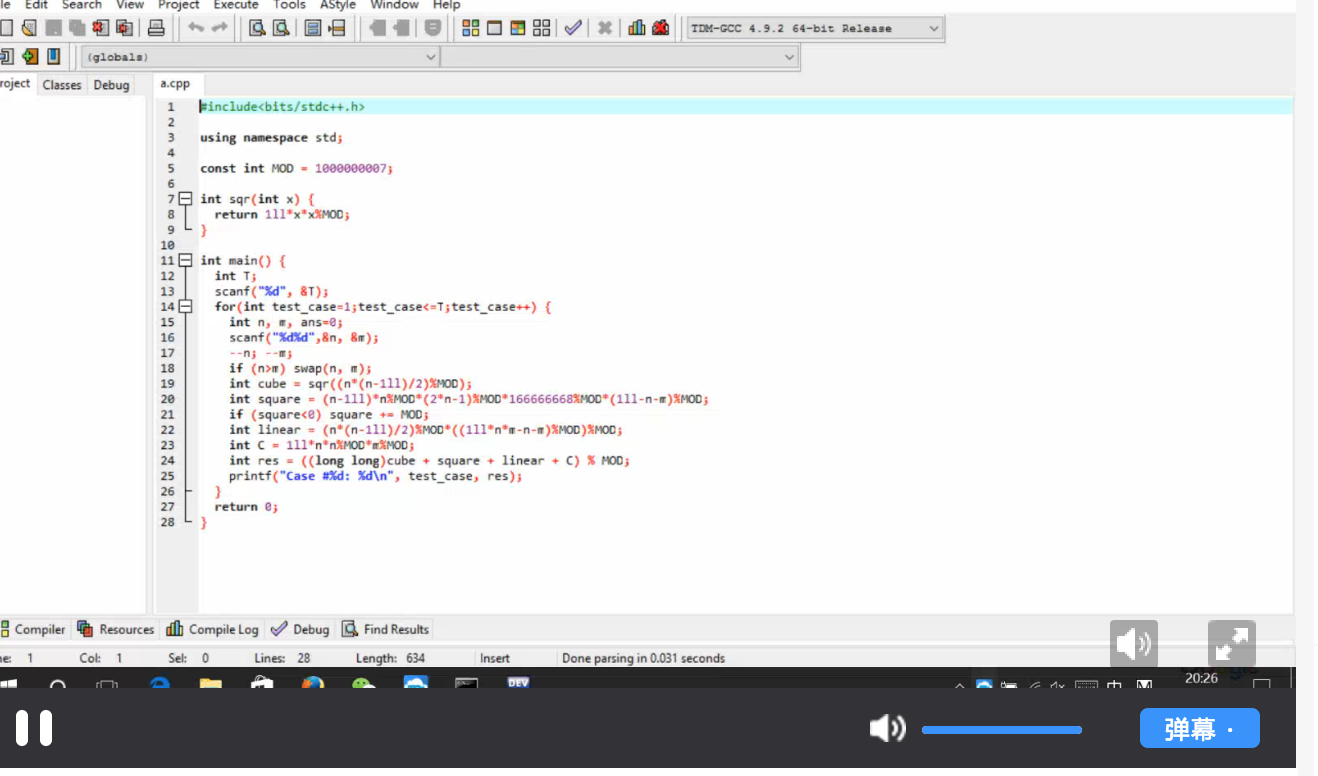 le Edit Search View Project Execute Tools AStyle Window Help
TDM-GCC 4.9.2 64-bit Release
(globals)
roject Classes Debug a.cpp
1 #include<bits/stdc++.h>
2
3 using namespace std;
4
5 const int MOD = 1000000007;
6
7 int sqr(int x) {
8 return 1ll*x*x%MOD;
9 }
10
11 int main() {
12 int T;
13 scanf("%d", &T);
14 for(int test_case=1;test_case<=T;test_case++) {
15 int n, m, ans=0;
16 scanf("%d%d",&n, &m);
17 --n; --m;
18 if (n>m) swap(n, m);
19 int cube = sqr((n*(n-1ll)/2)%MOD);
20 int square = (n-1ll)*n%MOD*(2*n-1)%MOD*166666668%MOD*(1ll-n-m)%MOD;
21 if (square<0) square += MOD;
22 int linear = (n*(n-1ll)/2)%MOD*((1ll*n*m-n-m)%MOD)%MOD;
23 int C = 1ll*n*n%MOD*m%MOD;
24 int res = ((long long)cube + square + linear + C) % MOD;
25 printf("Case #%d: %d\n", test_case, res);
26 }
27 return 0;
28 }
Compiler Resources Compile Log Debug Find Results
ne: 1 Col: 1 Sel: 0 Lines: 28 Length: 634 Insert Done parsing in 0.031 seconds
DEV 中 M 20:26
弹幕 ·